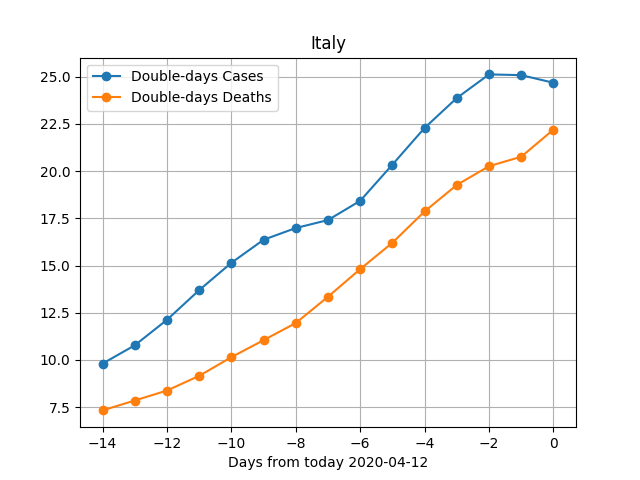 Italy
Double-days Cases
Double-days Deaths
25.0
22.5
20.0
17.5
15.0
12.5
10.0
7.5
−14 −12 −10 −8 −6 −4 −2 0
Days from today 2020-04-12